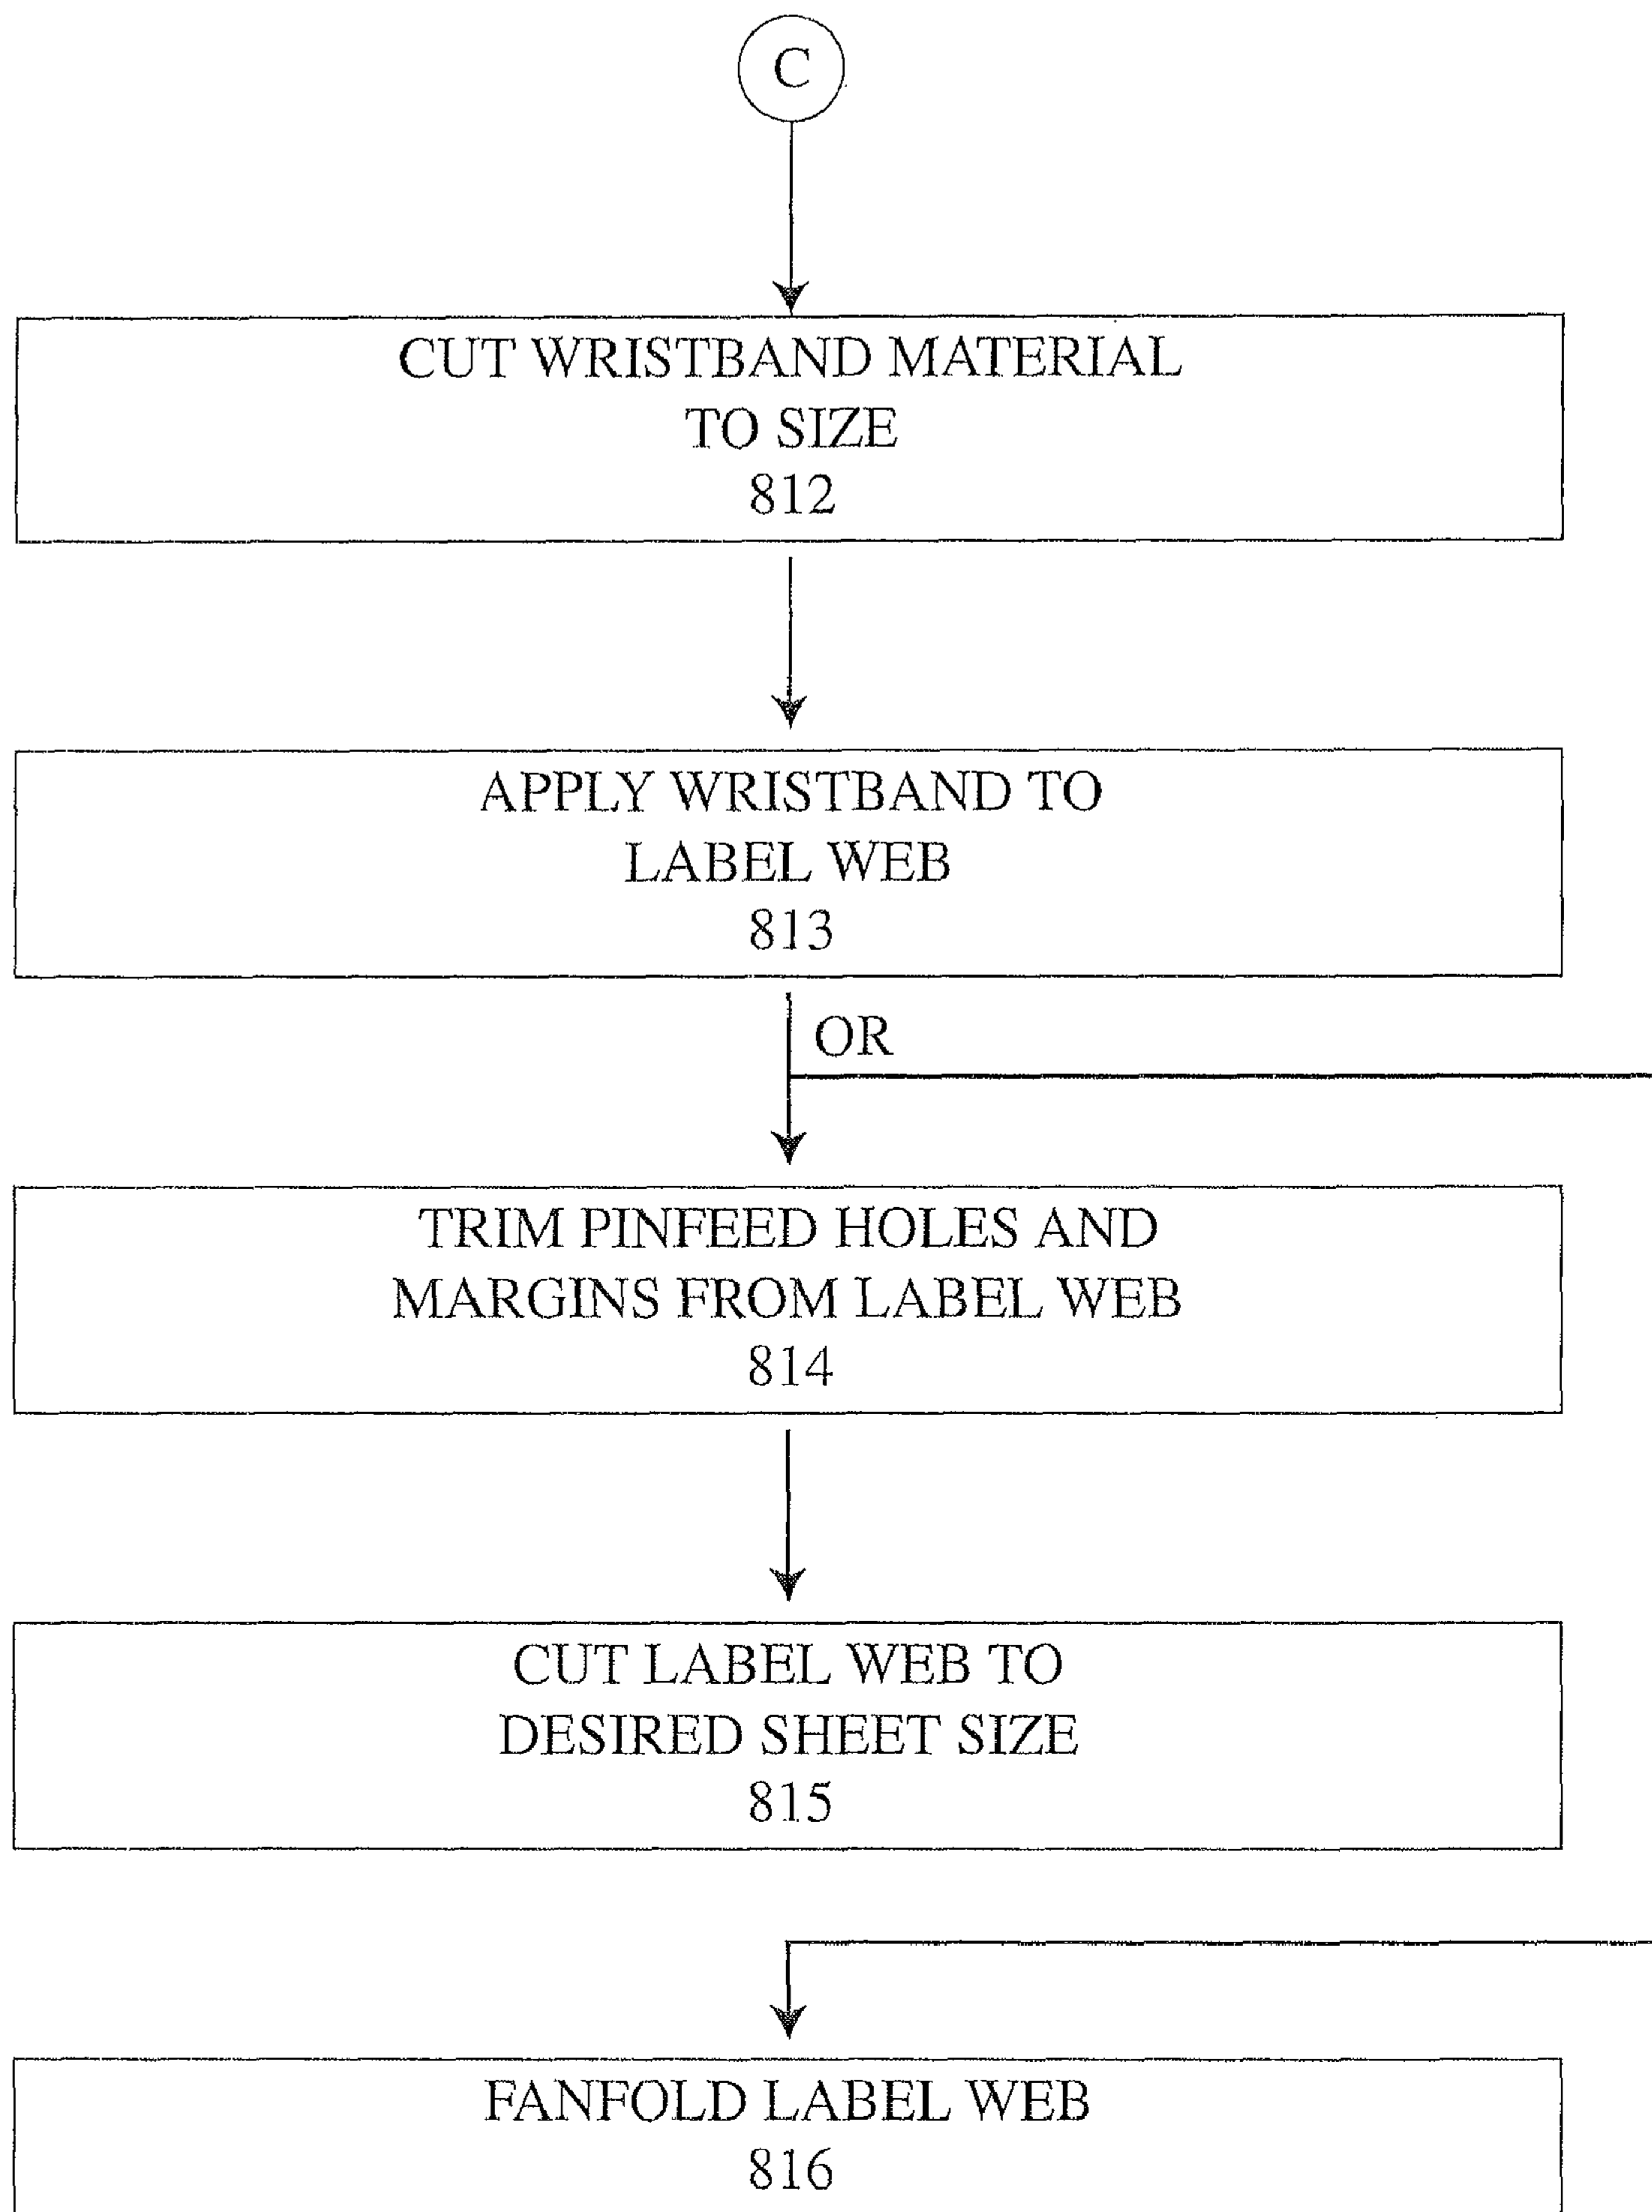 C
CUT WRISTBAND MATERIAL
TO SIZE
812
APPLY WRISTBAND TO
LABEL WEB
813
OR
TRIM PINFEED HOLES AND
MARGINS FROM LABEL WEB
814
CUT LABEL WEB TO
DESIRED SHEET SIZE
815
FANFOLD LABEL WEB
816